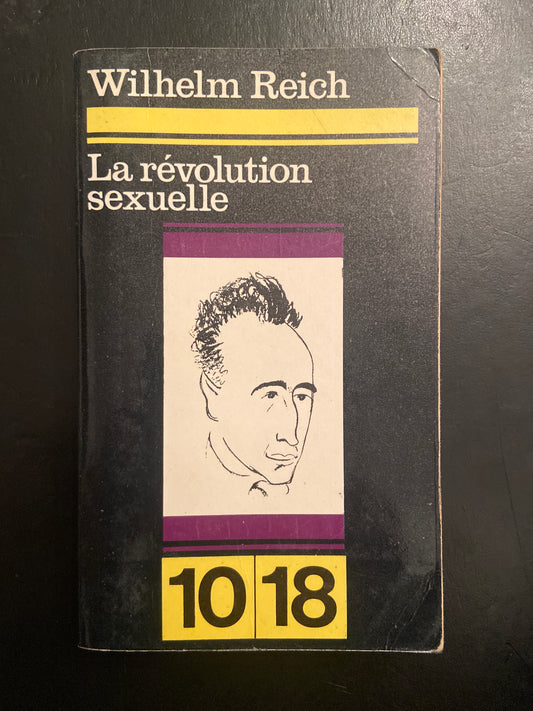 Wilhelm Reich
La révolution
sexuelle
10 18